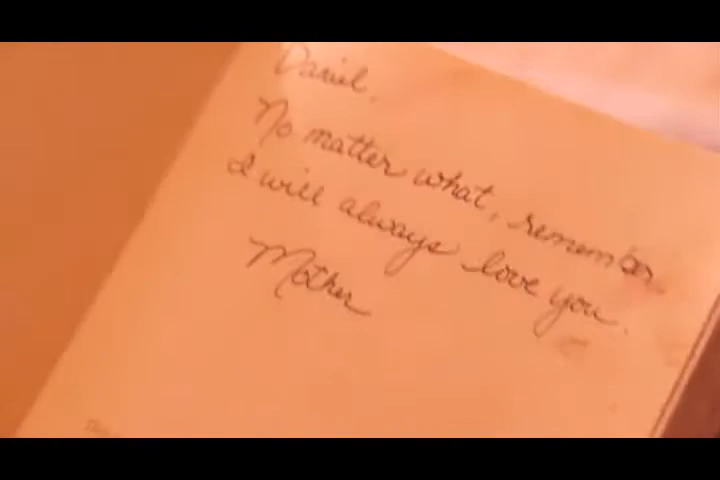 Daniel,
No matter what, remember
I will always love you.
Mother